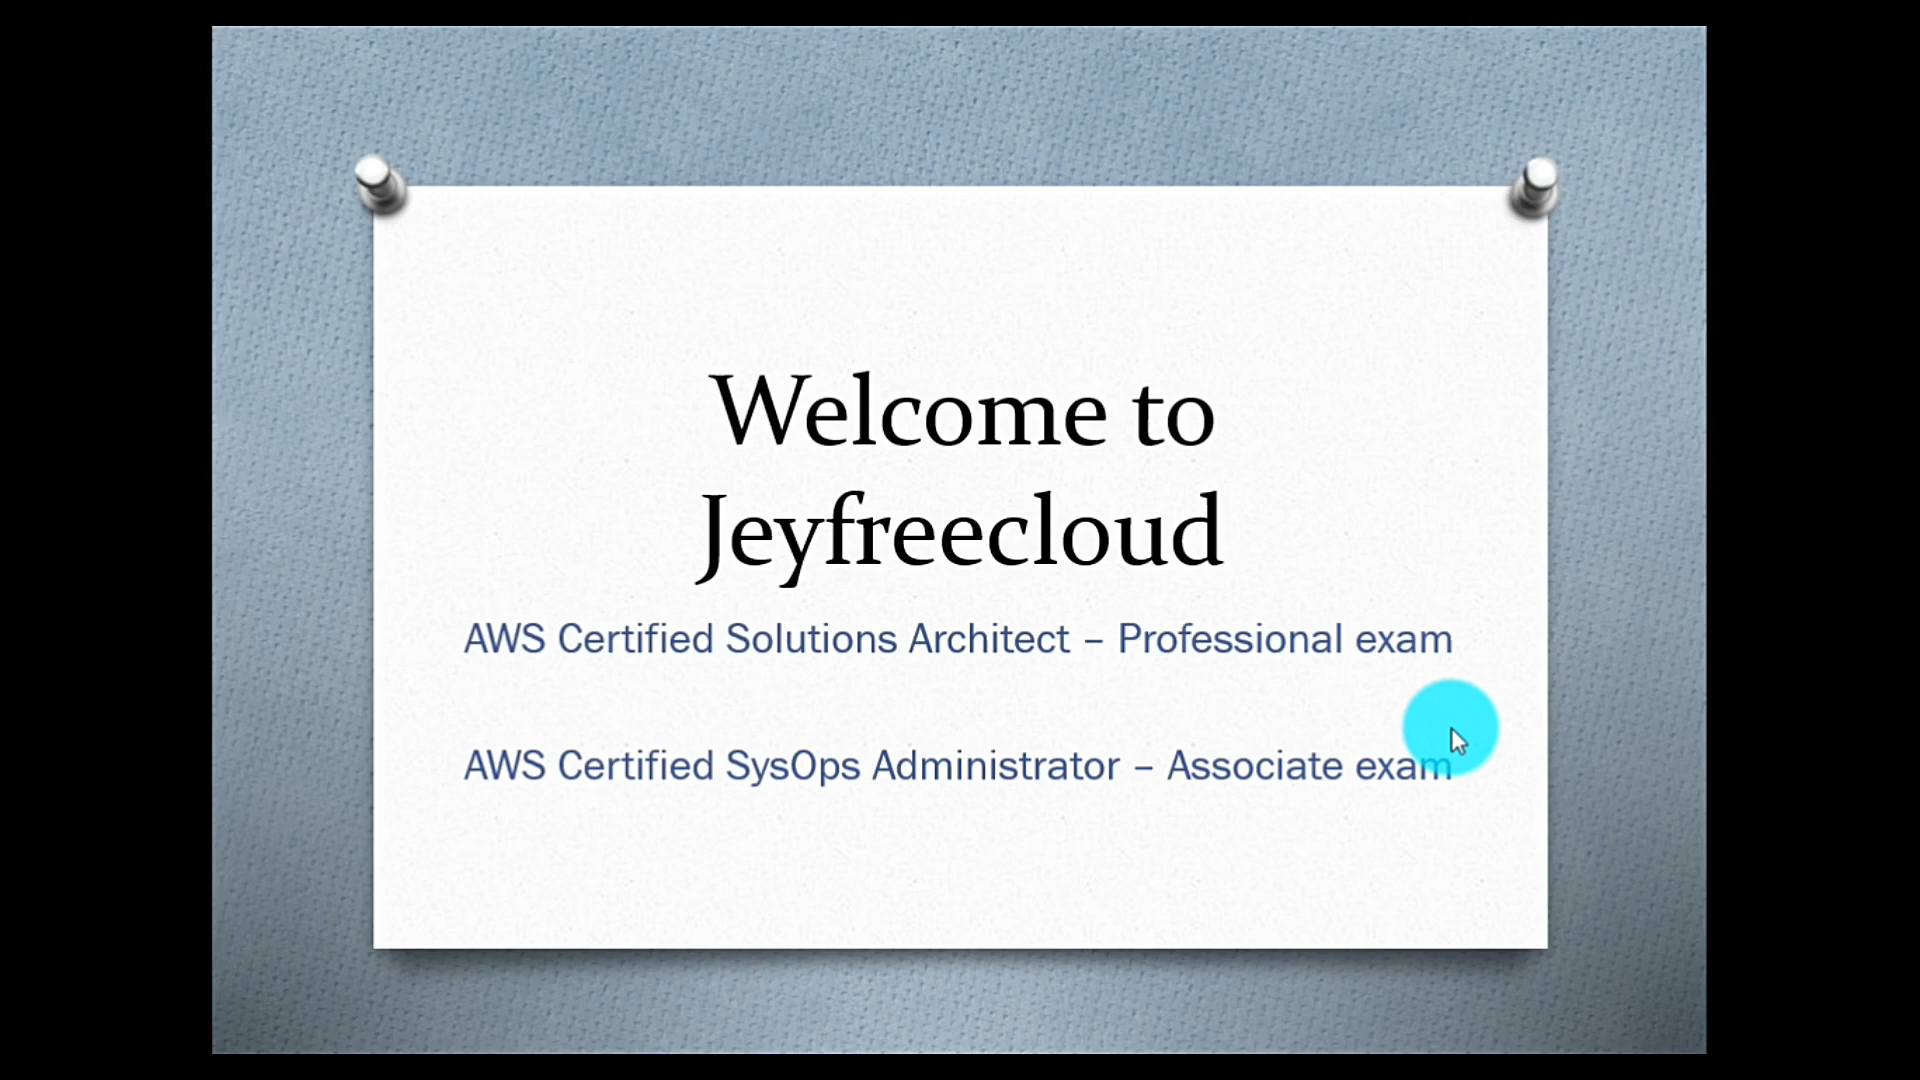 Welcome to
Jeyfreecloud
AWS Certified Solutions Architect – Professional exam
AWS Certified SysOps Administrator – Associate exam